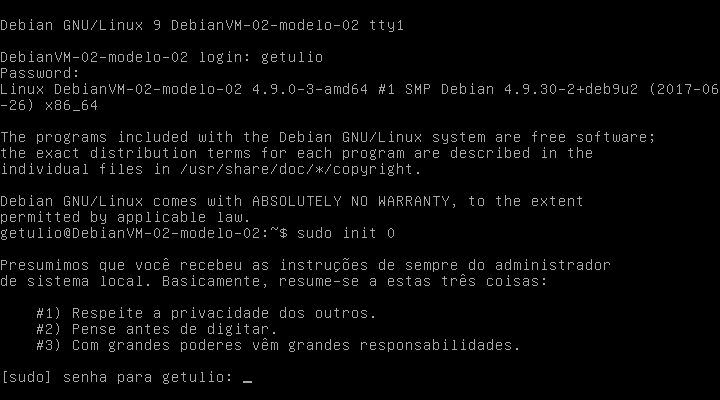 Debian GNU/Linux 9 DebianVM-02-modelo-02 tty1
DebianVM-02-modelo-02 login: getulio
Password:
Linux DebianVM-02-modelo-02 4.9.0-3-amd64 #1 SMP Debian 4.9.30-2+deb9u2 (2017-06
-26) x86_64
The programs included with the Debian GNU/Linux system are free software;
the exact distribution terms for each program are described in the
individual files in /usr/share/doc/*/copyright.
Debian GNU/Linux comes with ABSOLUTELY NO WARRANTY, to the extent
permitted by applicable law.
getulio@DebianVM-02-modelo-02:~$ sudo init 0
Presumimos que você recebeu as instruções de sempre do administrador
de sistema local. Basicamente, resume-se a estas três coisas:
#1) Respeite a privacidade dos outros.
#2) Pense antes de digitar.
#3) Com grandes poderes vêm grandes responsabilidades.
[sudo] senha para getulio: _